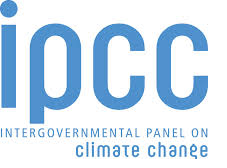 ipcc
INTERGOVERNMENTAL PANEL ON
climate change